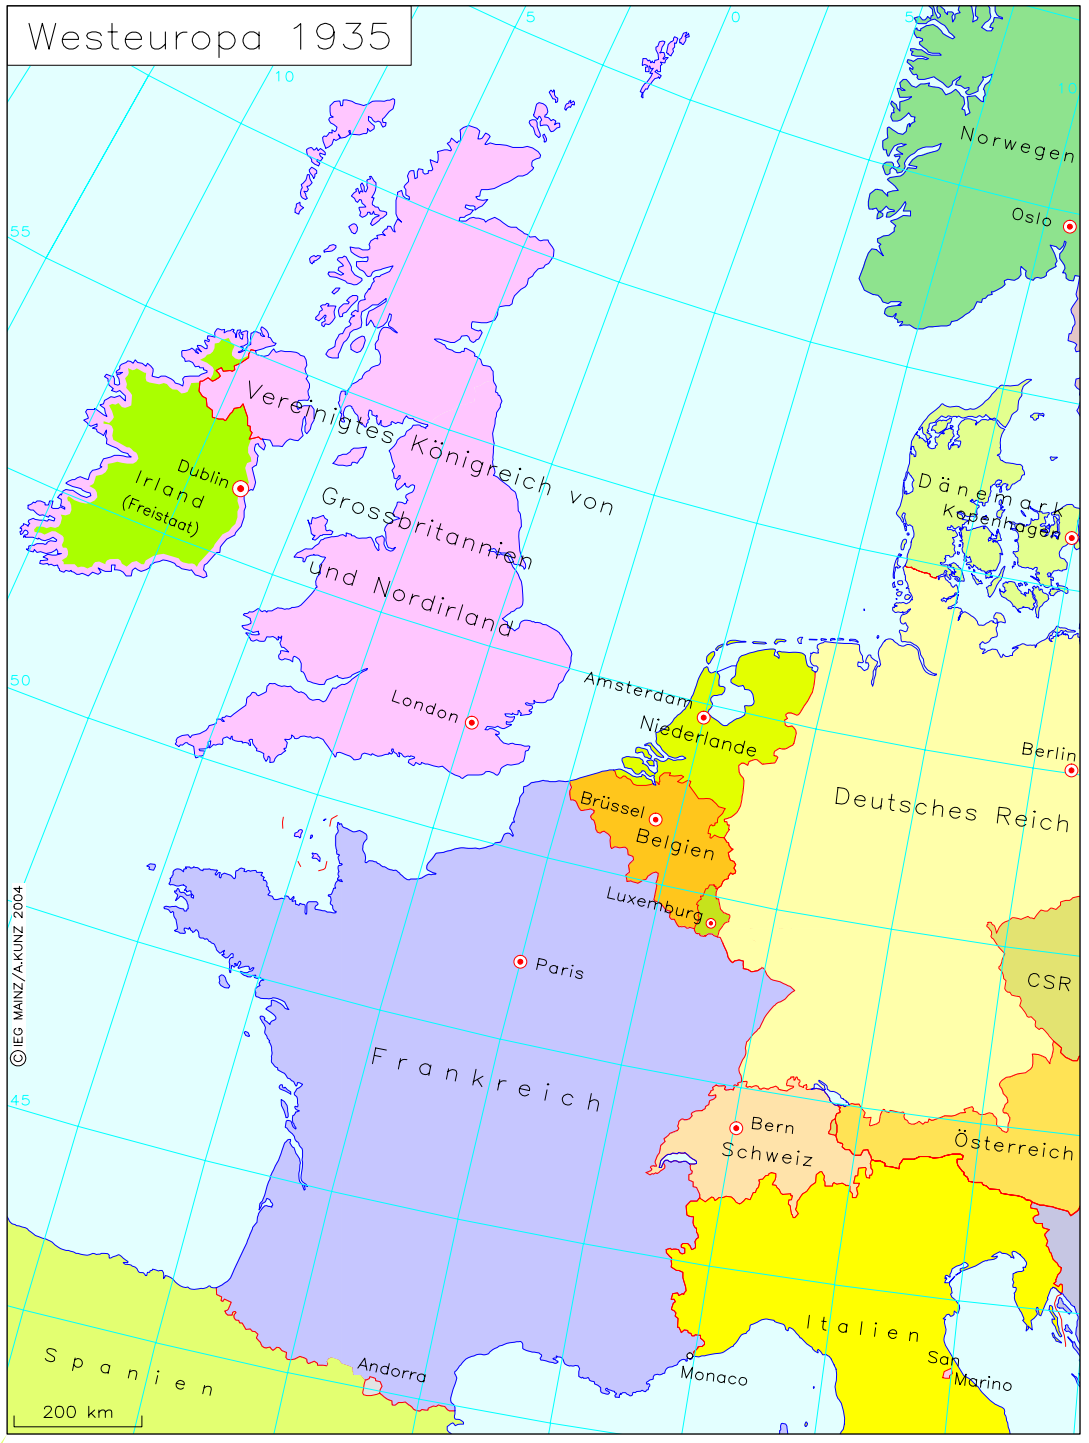 Westeuropa 1935
5
0
5
10
10
Norwegen
Oslo
55
Vereinigtes Königreich von
Grossbritannien
und Nordirland
Dublin
Irland
(Freistaat)
Dänemark
Kopenhagen
50
London
Amsterdam
Niederlande
Berlin
Deutsches Reich
Brüssel
Belgien
Luxemburg
Paris
CSR
©IEG MAINZ/A.KUNZ 2004
Frankreich
45
Bern
Schweiz
Österreich
Italien
Spanien
Andorra
Monaco
San
Marino
200 km